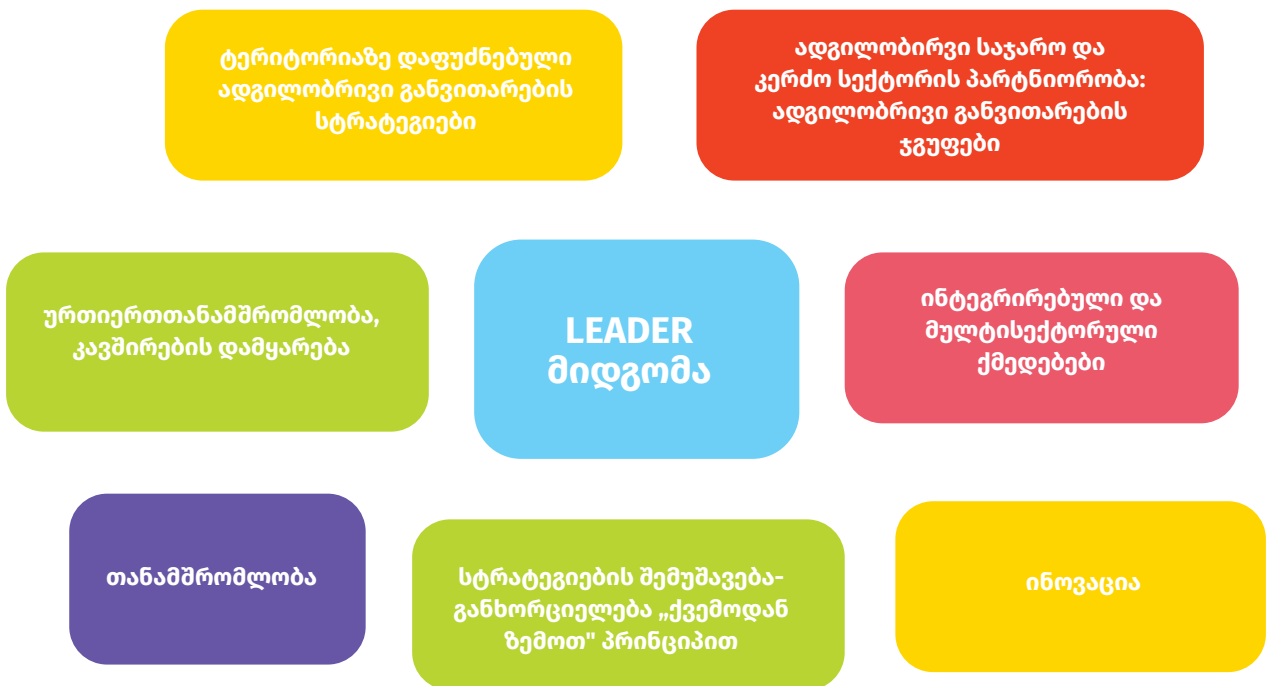 ტერიტორიაზე დაფუძნებული
ადგილობრივი განვითარების
სტრატეგიები
ადგილობირვი საჯარო და
კერძო სექტორის პარტნიორობა:
ადგილობრივი განვითარების
ჯგუფები
ურთიერთთანამშრომლობა,
კავშირების დამყარება
LEADER
მიდგომა
ინტეგრირებული და
მულტისექტორული
ქმედებები
თანამშრომლობა
სტრატეგიების შემუშავება-
განხორციელება „ქვემოდან
ზემოთ" პრინციპით
ინოვაცია